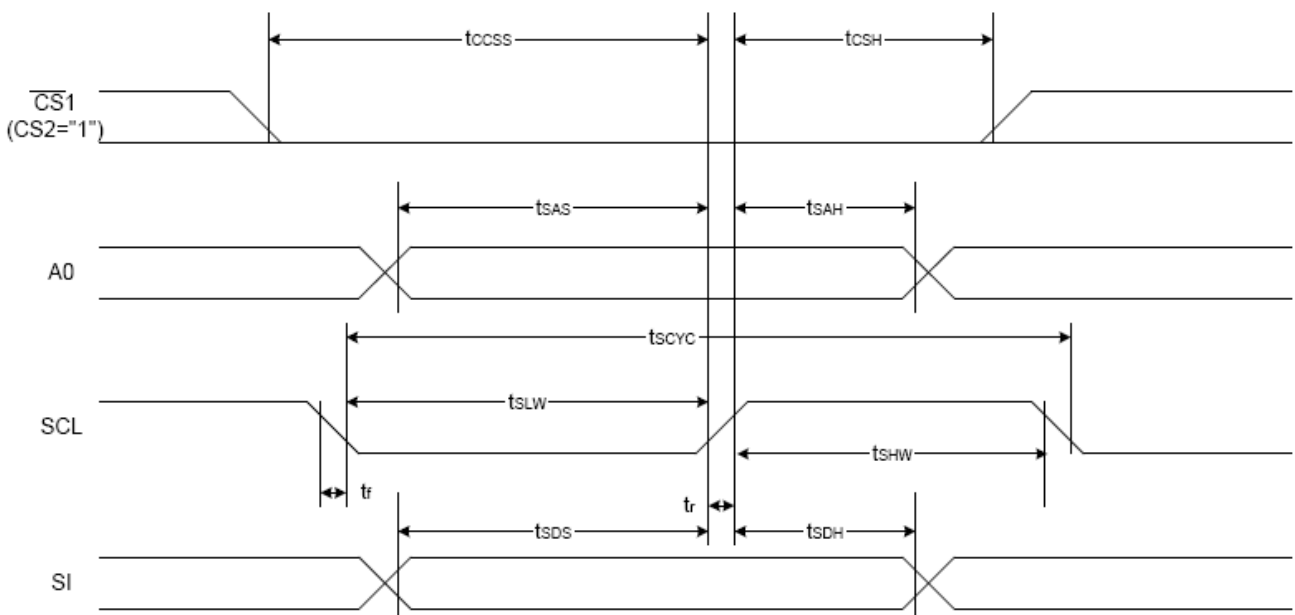 tCCSS
tCSH
CS1
(CS2="1")
tSAS
tSAH
A0
tSCYC
tSLW
SCL
tSHW
tf
tr
tSDS
tSDH
SI